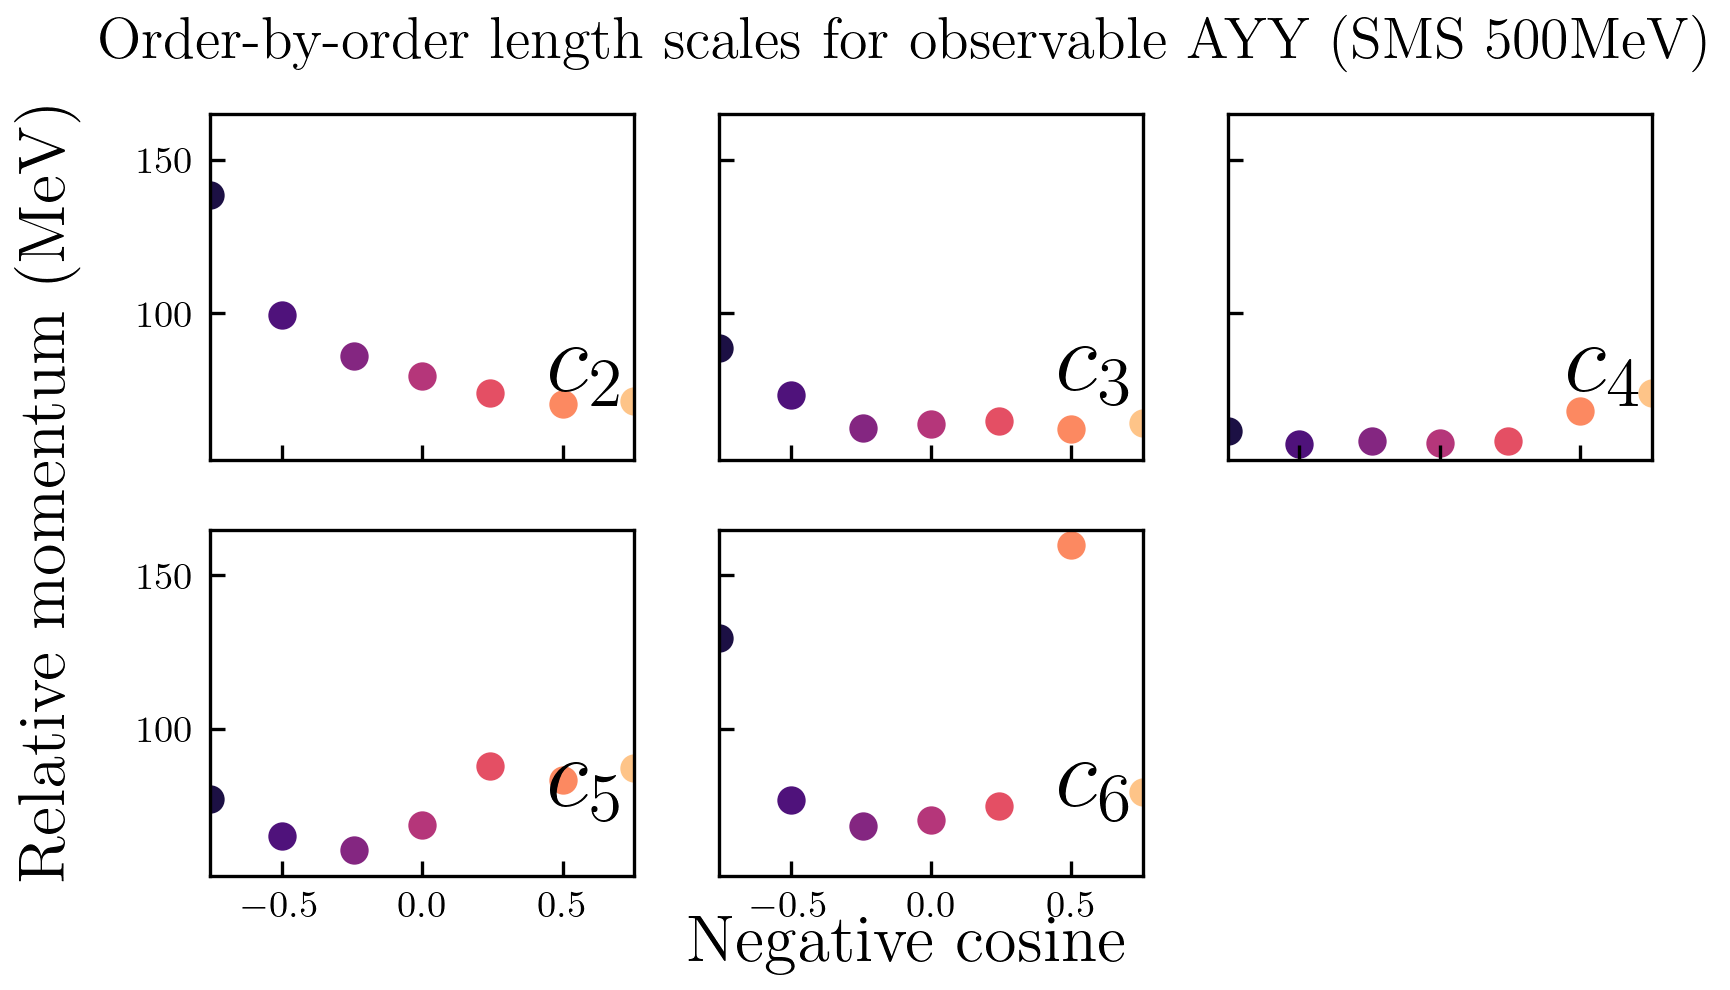 Order-by-order length scales for observable AYY (SMS 500MeV)
Relative momentum (MeV)
150
100
c2
c3
c4
150
100
c5
c6
−0.5 0.0 0.5
−0.5 0.0 0.5
Negative cosine